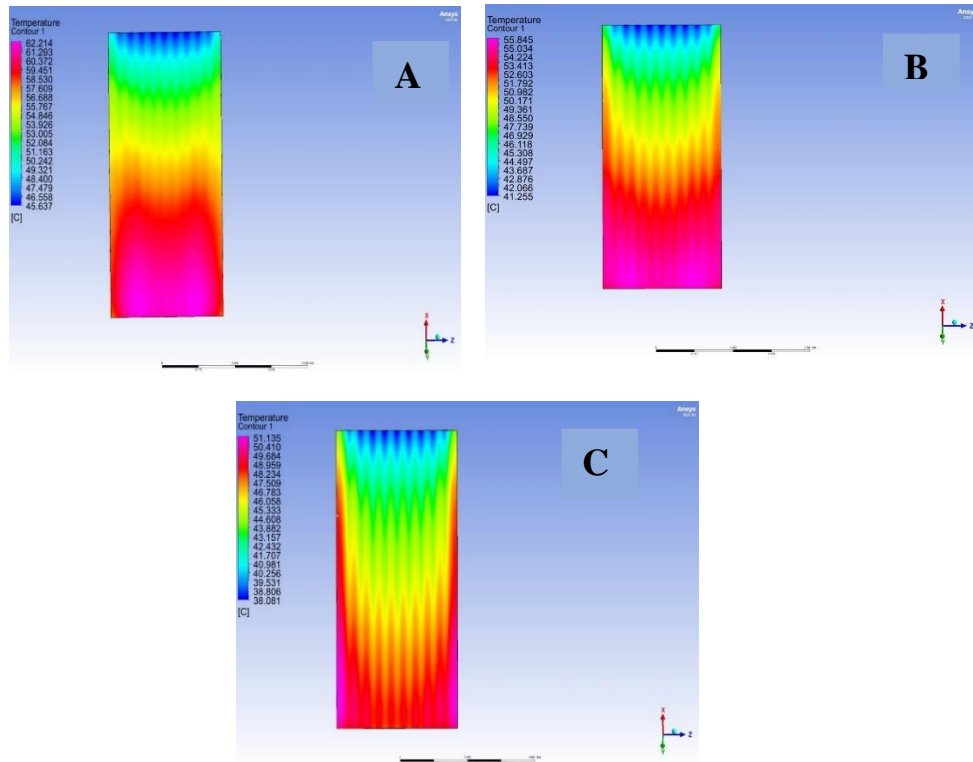 Ansys
Temperature
Contour 1
62.214
61.293
60.372
59.451
58.530
57.609
56.688
55.767
54.846
53.926
53.005
52.084
51.163
50.242
49.321
48.400
47.479
46.558
45.637
[C]
A
X
Z
Y
Ansys
Temperature
Contour 1
55.845
55.034
54.224
53.413
52.603
51.792
50.982
50.171
49.361
48.550
47.739
46.929
46.118
45.308
44.497
43.687
42.876
42.066
41.255
[C]
B
X
Z
Y
Ansys
Temperature
Contour 1
51.135
50.410
49.684
48.959
48.234
47.509
46.783
46.058
45.333
44.608
43.882
43.157
42.432
41.707
40.981
40.256
39.531
38.806
38.081
[C]
C
X
Z
Y